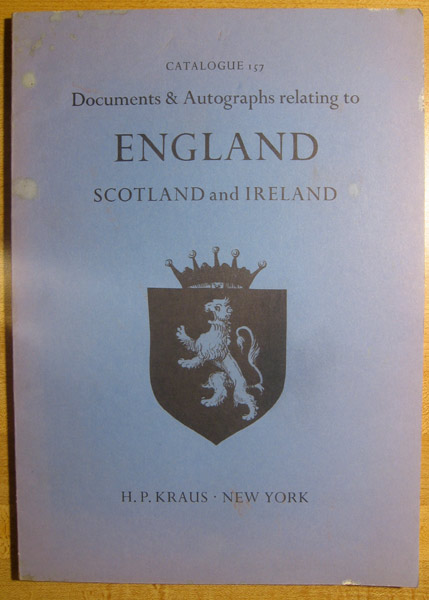 CATALOGUE 157
Documents & Autographs relating to
ENGLAND
SCOTLAND and IRELAND
H. P. KRAUS · NEW YORK